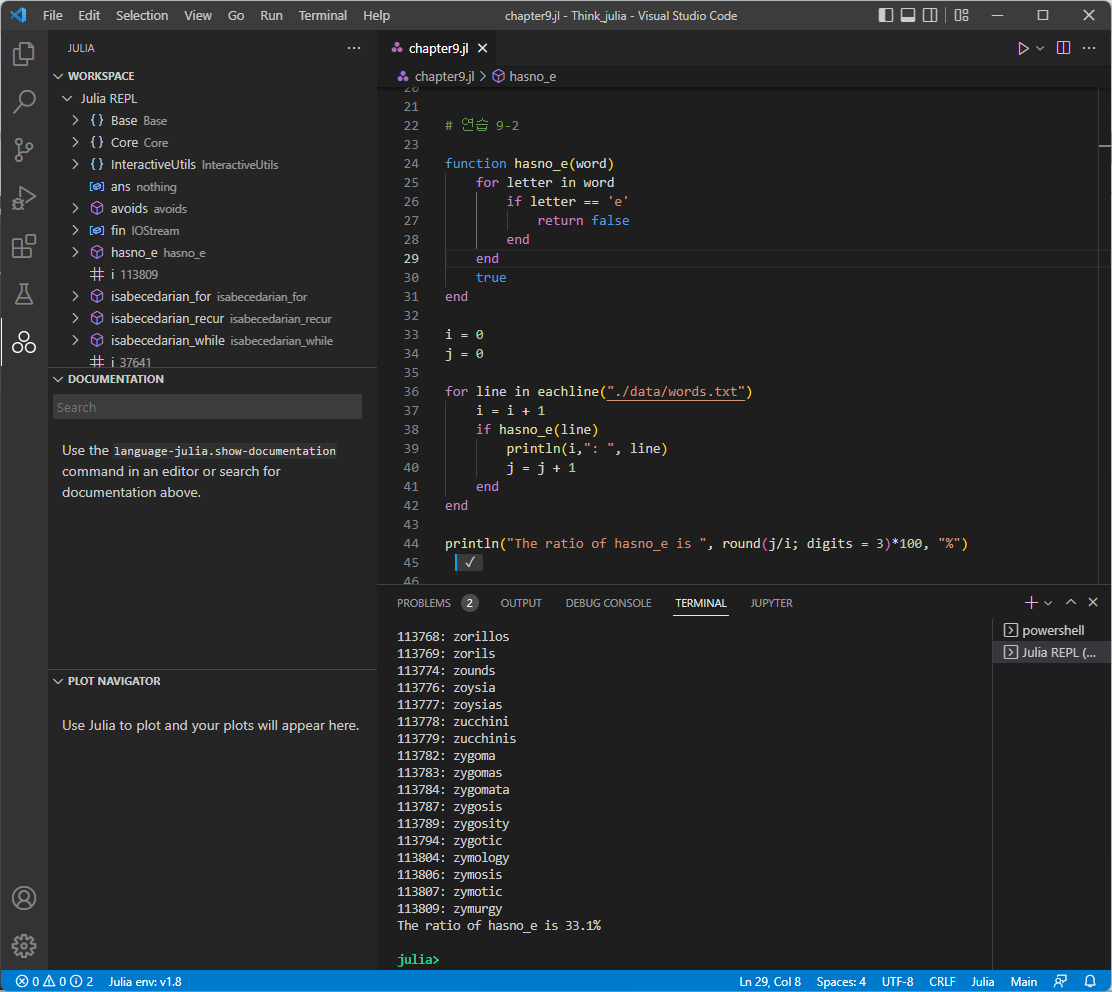 File Edit Selection View Go Run Terminal Help chapter9.jl - Think_julia - Visual Studio Code
JULIA
WORKSPACE
Julia REPL
{} Base Base
{} Core Core
{} InteractiveUtils InteractiveUtils
ans nothing
avoids avoids
fin IOStream
hasno_e hasno_e
i 113809
isabecedarian_for isabecedarian_for
isabecedarian_recur isabecedarian_recur
isabecedarian_while isabecedarian_while
j 37641
DOCUMENTATION
Search
Use the language-julia.show-documentation
command in an editor or search for
documentation above.
PLOT NAVIGATOR
Use Julia to plot and your plots will appear here.
chapter9.jl
chapter9.jl > hasno_e
20
21
22 # 연습 9-2
23
24 function hasno_e(word)
25 for letter in word
26 if letter == 'e'
27 return false
28 end
29 end
30 true
31 end
32
33 i = 0
34 j = 0
35
36 for line in eachline("./data/words.txt")
37 i = i + 1
38 if hasno_e(line)
39 println(i,": ", line)
40 j = j + 1
41 end
42 end
43
44 println("The ratio of hasno_e is ", round(j/i; digits = 3)*100, "%")
45 ✓
46
PROBLEMS 2 OUTPUT DEBUG CONSOLE TERMINAL JUPYTER
powershell
Julia REPL (...
113768: zorillos
113769: zorils
113774: zounds
113776: zoysia
113777: zoysias
113778: zucchini
113779: zucchinis
113782: zygoma
113783: zygomas
113784: zygomata
113787: zygosis
113789: zygosity
113794: zygotic
113804: zymology
113806: zymosis
113807: zymotic
113809: zymurgy
The ratio of hasno_e is 33.1%
julia>
0 0 2 Julia env: v1.8 Ln 29, Col 8 Spaces: 4 UTF-8 CRLF Julia Main